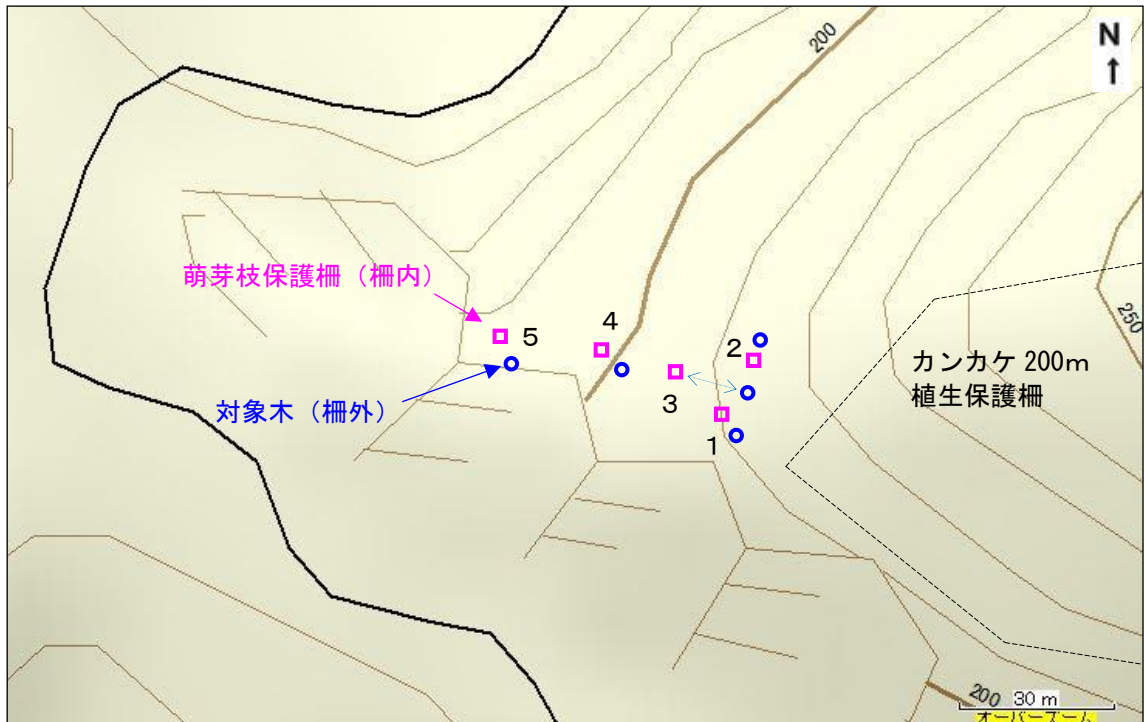 200
N
↑
萌芽枝保護柵（柵内）
5
4
2
3
1
対象木（柵外）
カンカケ 200m
植生保護柵
250
200
30 m
オーバーズーム